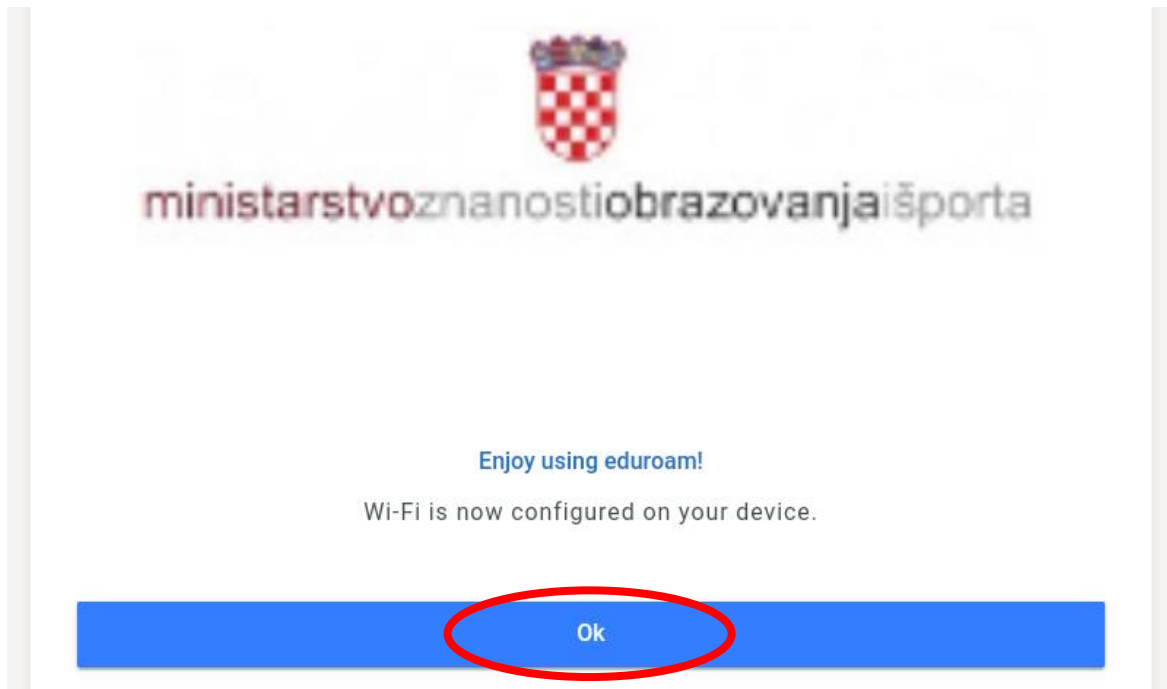 ministarstvoznanostiobrazovanjaišporta
Enjoy using eduroam!
Wi-Fi is now configured on your device.
Ok